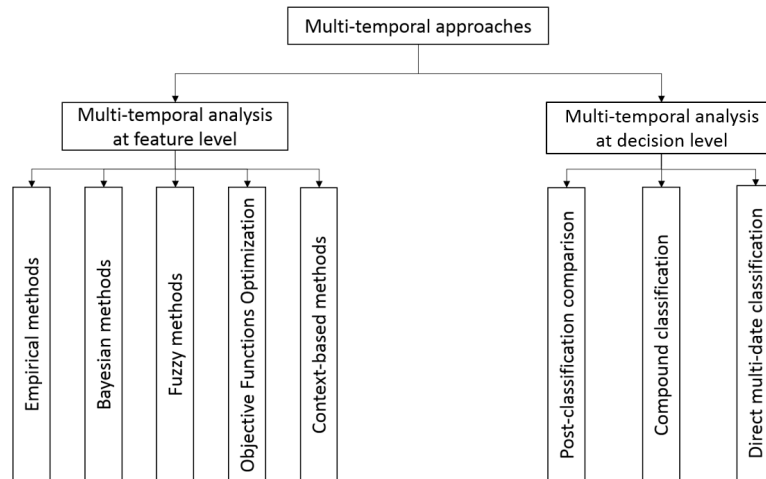 Multi-temporal approaches
Multi-temporal analysis
at feature level
Multi-temporal analysis
at decision level
Empirical methods
Bayesian methods
Fuzzy methods
Objective Functions Optimization
Context-based methods
Post-classification comparison
Compound classification
Direct multi-date classification